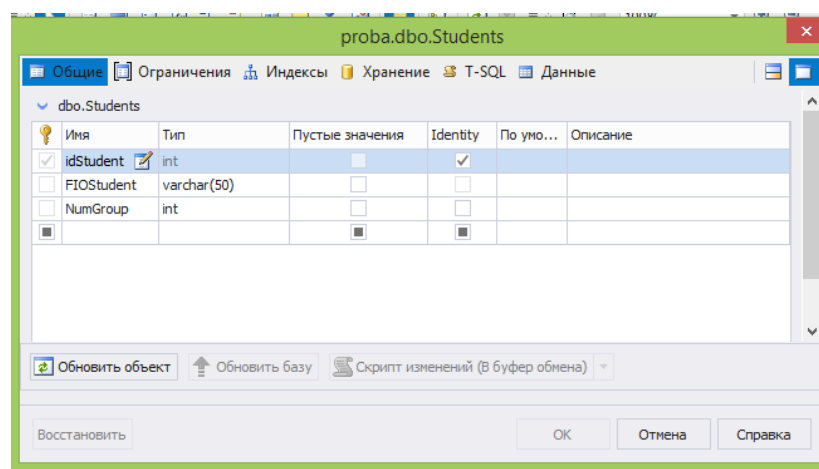 100%
proba.dbo.Students
Общие Ограничения Индексы Хранение T-SQL Данные
dbo.Students
Имя Тип Пустые значения Identity По умо... Описание
idStudent int
FIOStudent varchar(50)
NumGroup int
Обновить объект Обновить базу Скрипт изменений (В буфер обмена)
Восстановить OK Отмена Справка